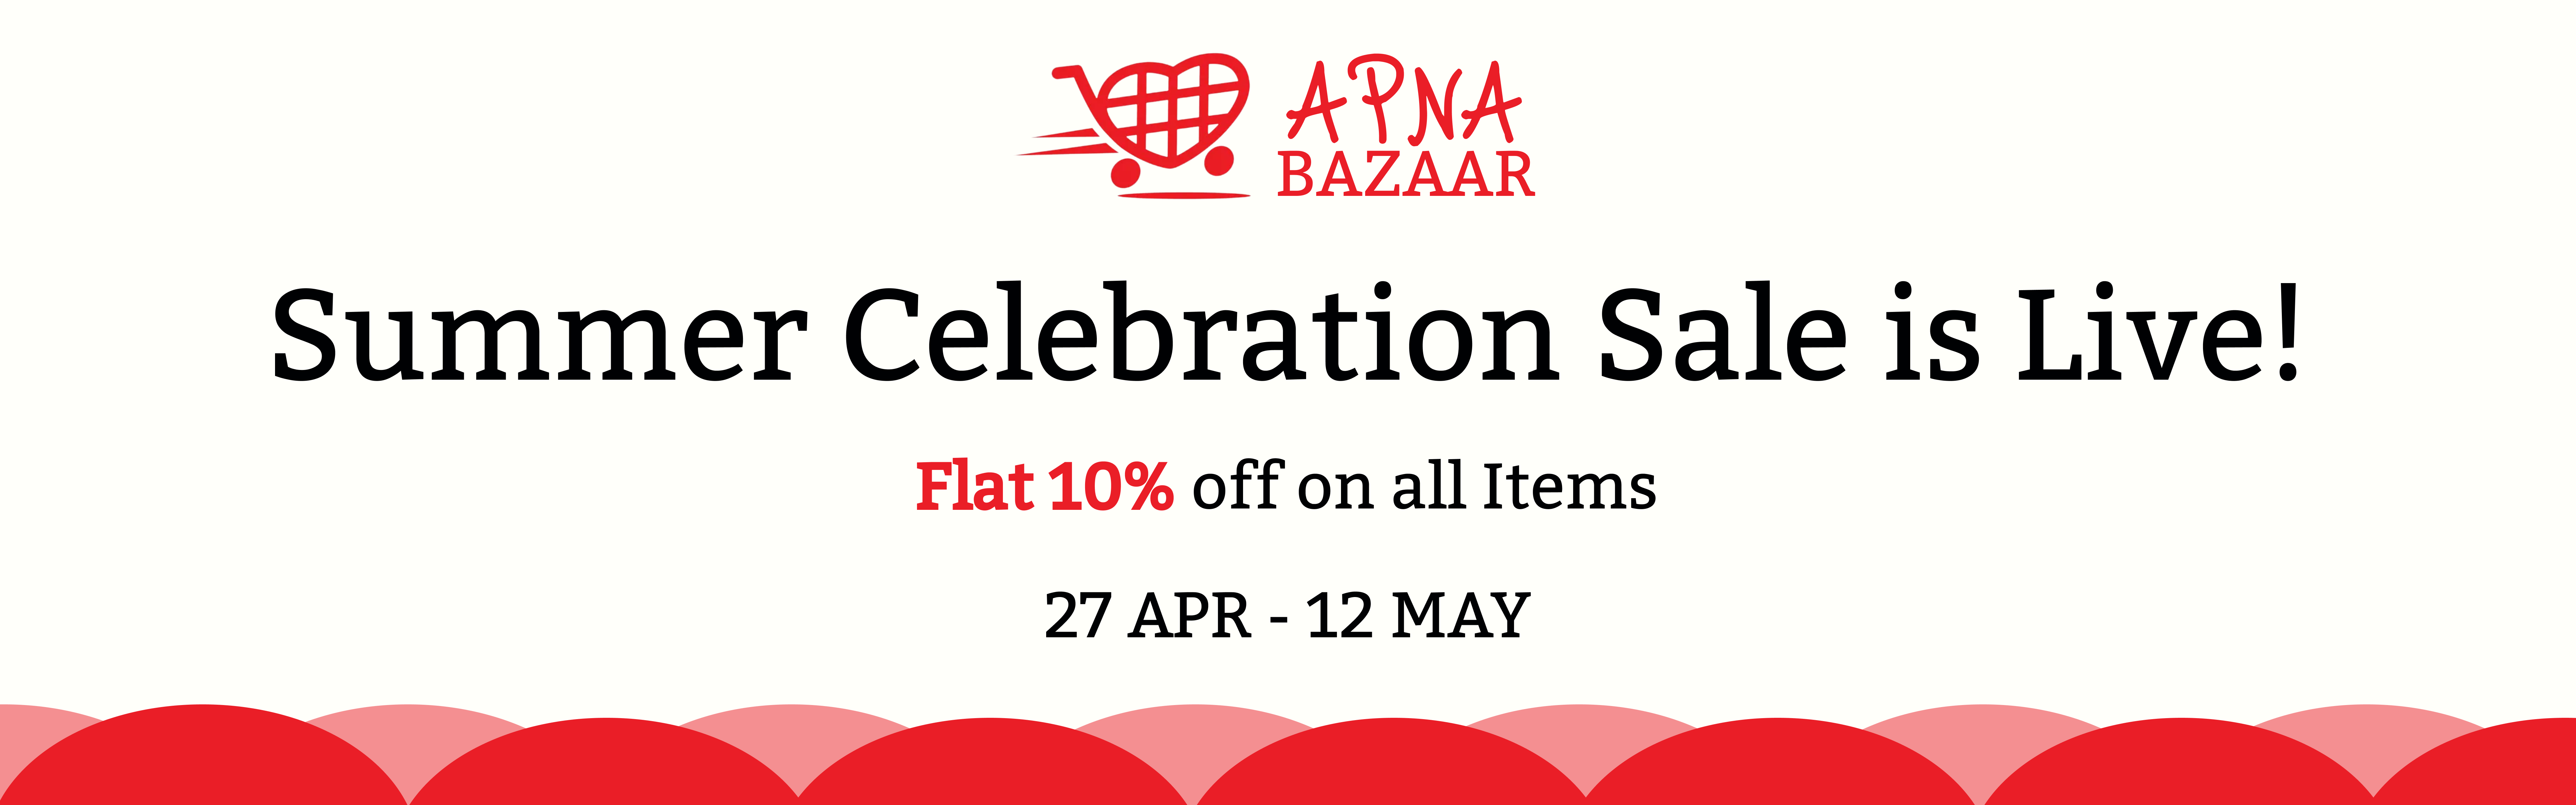 APNA
BAZAAR
Summer Celebration Sale is Live!
Flat 10% off on all Items
27 APR - 12 MAY